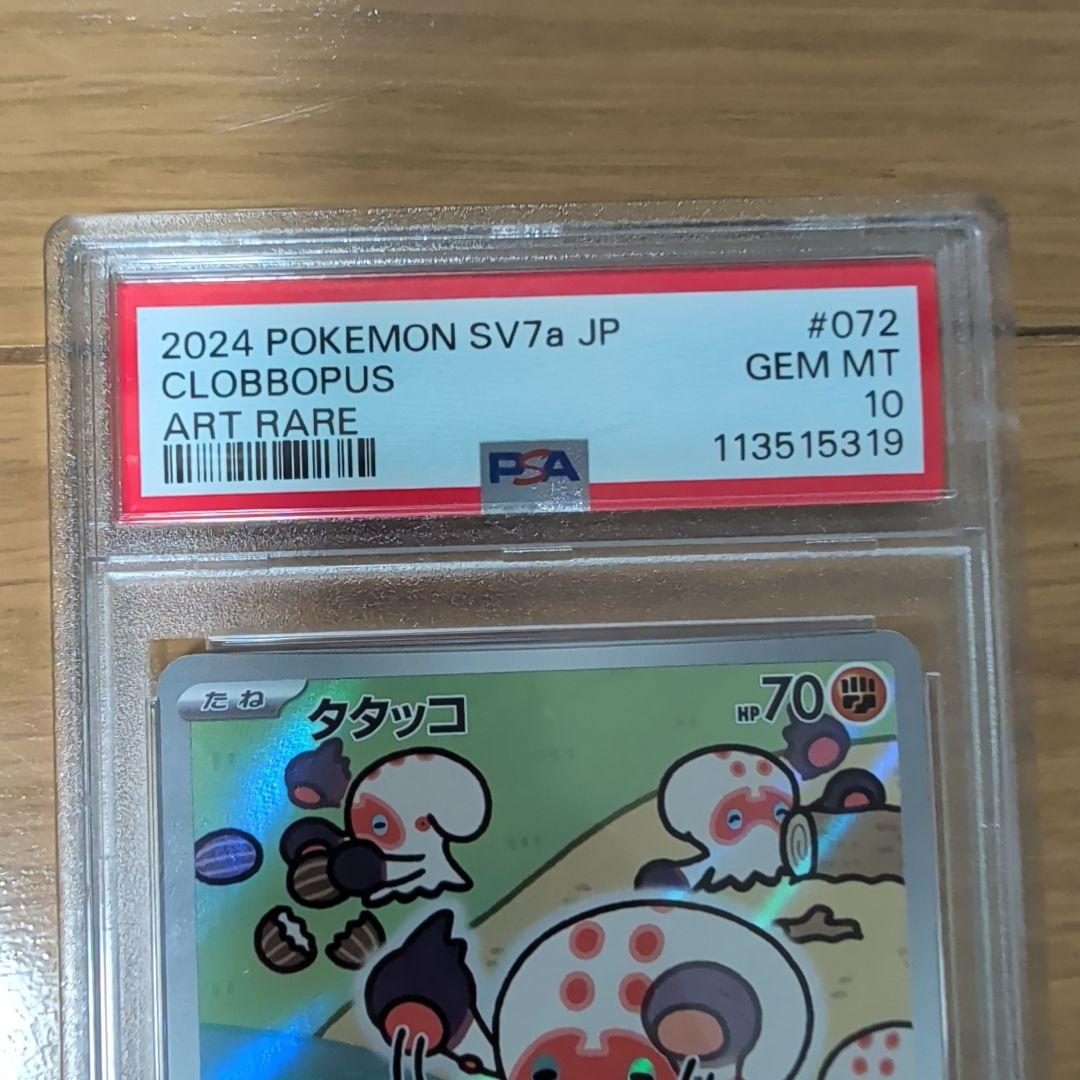 2024 POKEMON SV7a JP #072
CLOBBOPUS GEM MT
ART RARE 10
PSA 113515319
たね タタッコ HP70